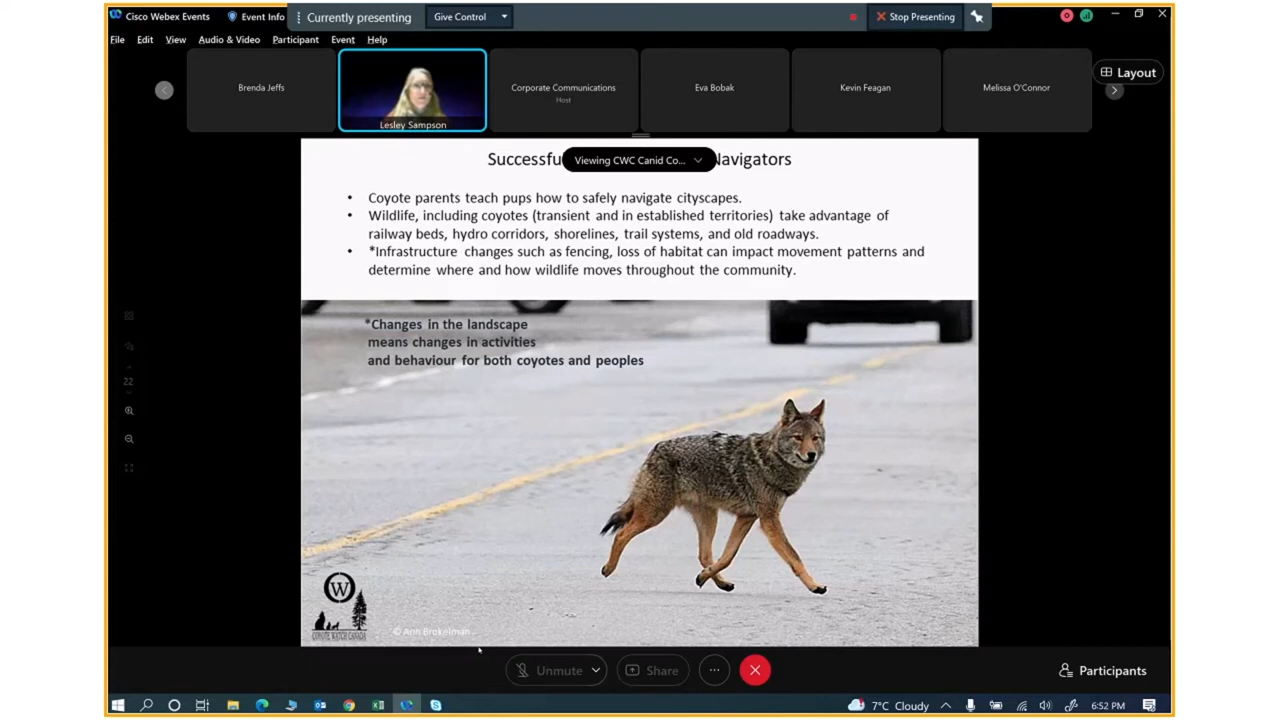 Cisco Webex Events
Event Info
Currently presenting
Give Control
Stop Presenting
File Edit View Audio & Video Participant Event Help
Brenda Jeffs
Lesley Sampson
Corporate Communications
Host
Eva Bobak
Kevin Feagan
Melissa O'Connor
Layout
Viewing CWC Canid Co...
Successfu Navigators
• Coyote parents teach pups how to safely navigate cityscapes.
• Wildlife, including coyotes (transient and in established territories) take advantage of
railway beds, hydro corridors, shorelines, trail systems, and old roadways.
• *Infrastructure changes such as fencing, loss of habitat can impact movement patterns and
determine where and how wildlife moves throughout the community.
*Changes in the landscape
means changes in activities
and behaviour for both coyotes and peoples
22
W
COYOTE WATCH CANADA
© Ann Brokelman
Unmute
Share
Participants
7°C Cloudy
6:52 PM